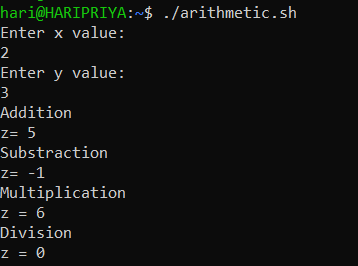 hari@HARIPRIYA:~$ ./arithmetic.sh
Enter x value:
2
Enter y value:
3
Addition
z= 5
Substraction
z= -1
Multiplication
z = 6
Division
z = 0